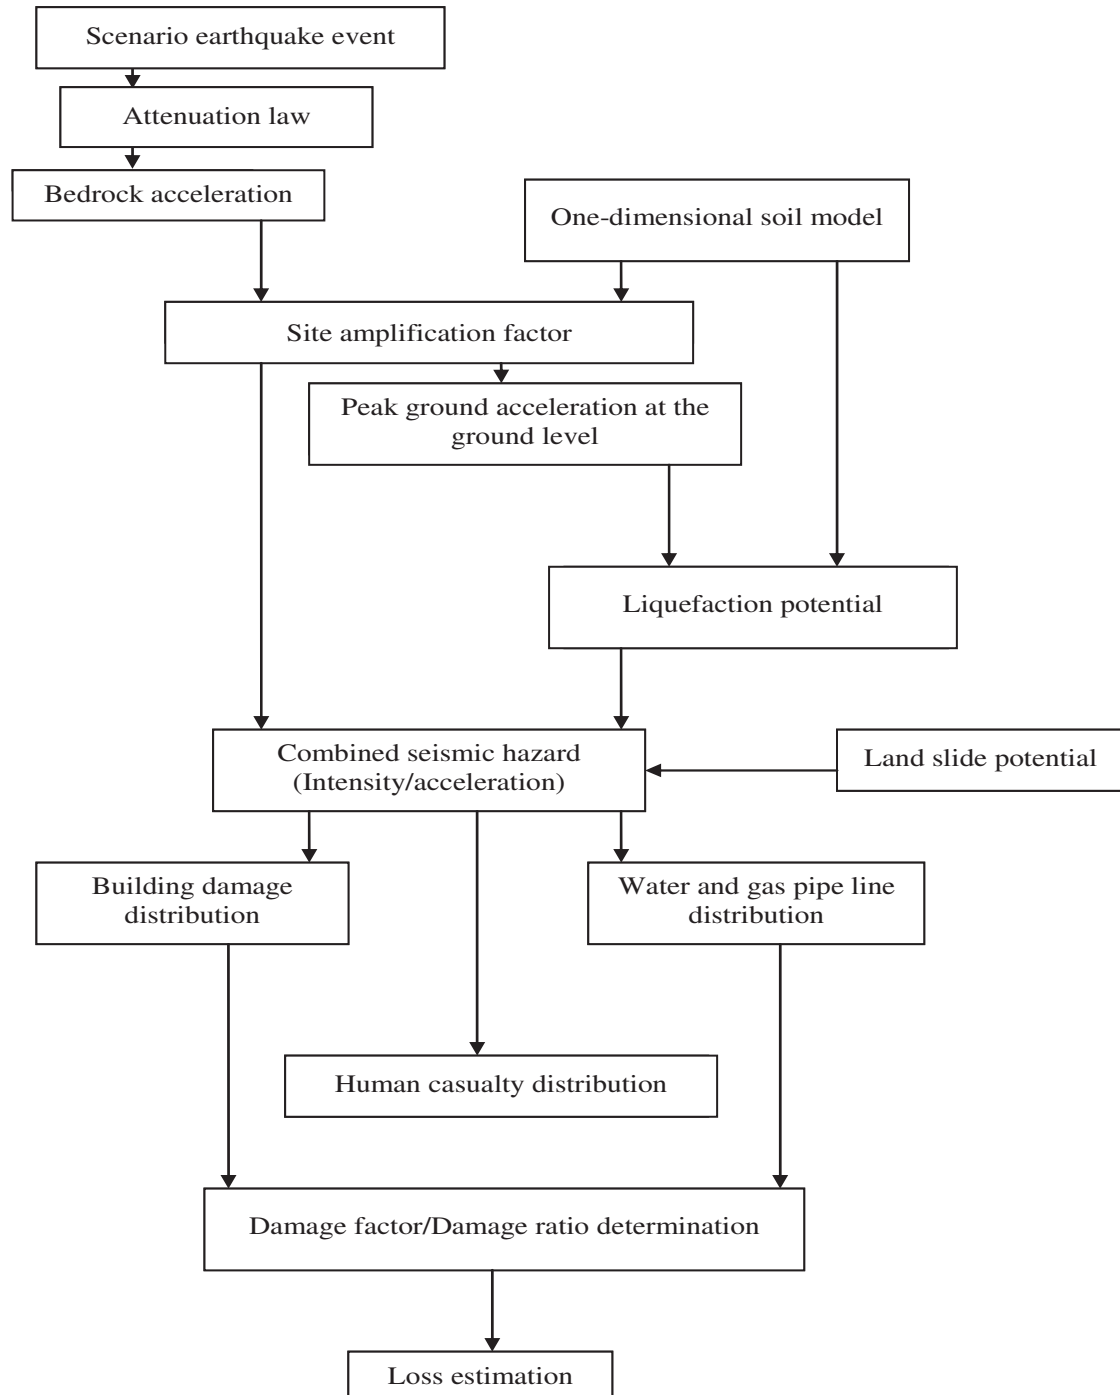 Scenario earthquake event
Attenuation law
Bedrock acceleration
One-dimensional soil model
Site amplification factor
Peak ground acceleration at the
ground level
Liquefaction potential
Combined seismic hazard
(Intensity/acceleration)
Land slide potential
Building damage
distribution
Water and gas pipe line
distribution
Human casualty distribution
Damage factor/Damage ratio determination
Loss estimation